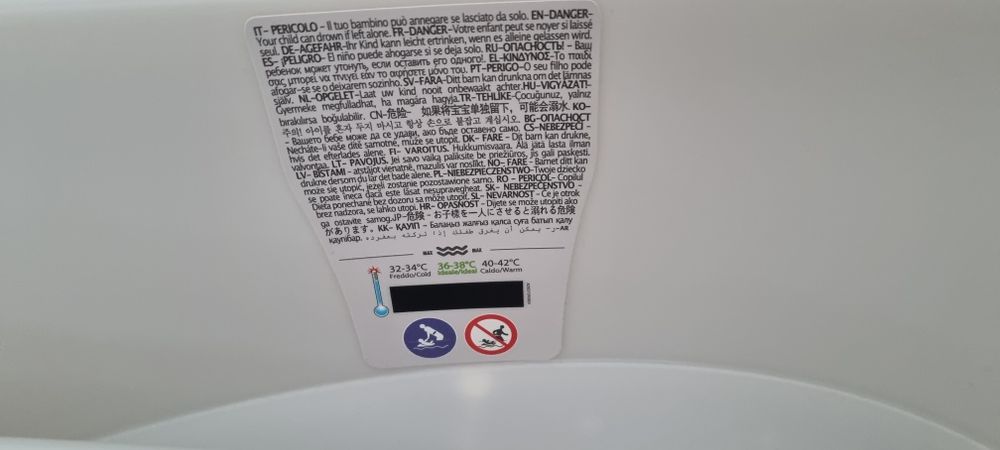 IT- PERICOLO - Il tuo bambino può annegare se lasciato da solo. EN-DANGER-
Your child can drown if left alone. FR-DANGER-Votre enfant peut se noyer si laissé
seul. DE-AGEFAHR-Ihr Kind kann leicht ertrinken, wenn es alleine gelassen wird.
ES- ¡PELIGRO- El niño puede ahogarse si se deja solo. RU-ОПАСНОСТЬ! - Ваш
ребенок может утонуть, если оставить его одного!. EL-ΚΙΝΔΥΝΟΣ-Το παιδί
σας μπορεί να πνιγεί εάν το αφήσετε μόνο του. PT-PERIGO-O seu filho pode
afogar-se se o deixarem sozinho. SV-FARA-Ditt barn kan drunkna om det lämnas
själv. NL-OPGELET-Laat uw kind nooit onbewaakt achter.HU-VIGYÁZAT!-
Gyermeke megfulladhat, ha magára hagyja.TR-TEHLİKE-Çocuğunuz, yalnız
bırakılırsa boğulabilir. CN-危险- 如果将宝宝单独留下，可能会溺水. KO-
주의! 아이를 혼자 두지 마시고 항상 손으로 붙잡고 계십시오. BG-ОПАСНОСТ
- Вашето бебе може да се удави, ако бъде оставено само. CS-NEBEZPEČÍ -
Necháte-li vaše dítě samotné, může se utopit. DK- FARE - Dit barn kan drukne,
hvis det efterlades alene. FI- VAROITUS. Hukkumisvaara. Älä jätä lasta ilman
valvontaa. LT- PAVOJUS. Jei savo vaiką paliksite be priežiūros, jis gali paskęsti.
LV- BĪSTAMI - atstājot vienatnē, mazulis var noslīkt. NO- FARE - Barnet ditt kan
drukne dersom du lar det bade alene. PL-NIEBEZPIECZEŃSTWO-Twoje dziecko
może się utopić, jeżeli zostanie pozostawione samo. RO - PERICOL- Copilul
se poate îneca dacă este lăsat nesupravegheat. SK- NEBEZPEČENSTVO -
Dieťa ponechané bez dozoru sa môže utopiť. SL- NEVARNOST - Če je otrok
brez nadzora, se lahko utopi. HR- OPASNOST - Dijete se može utopiti ako
ga ostavite samog.JP-危険 - お子様を一人にさせると溺れる危険
があります。KK- ҚАУІП - Балаңыз жалғыз қалса суға батып қалу
қаупібар. ر- يمكن أن يغرق طفلك إذا تركته بمفرده.-AR
MAX MAX
32-34°C 36-38°C 40-42°C
Freddo/Cold Ideale/Ideal Caldo/Warm